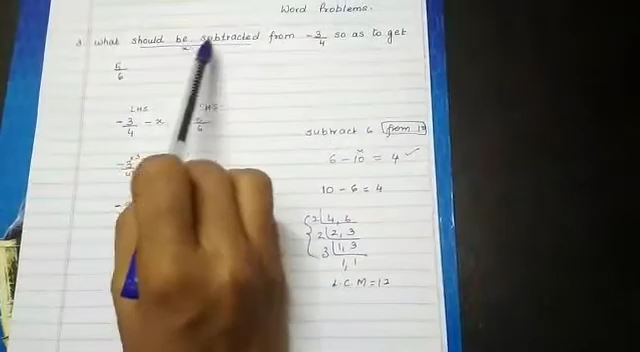 Word Problems.
3 What should be subtracted from -3/4 so as to get
x
5/6
LHS
-3/4 - x
5/6
subtract 6 from 10
6 - 10 = 4 ✓
10 - 6 = 4
2 | 4, 6
2 | 2, 3
3 | 1, 3
1, 1
L.C.M = 12